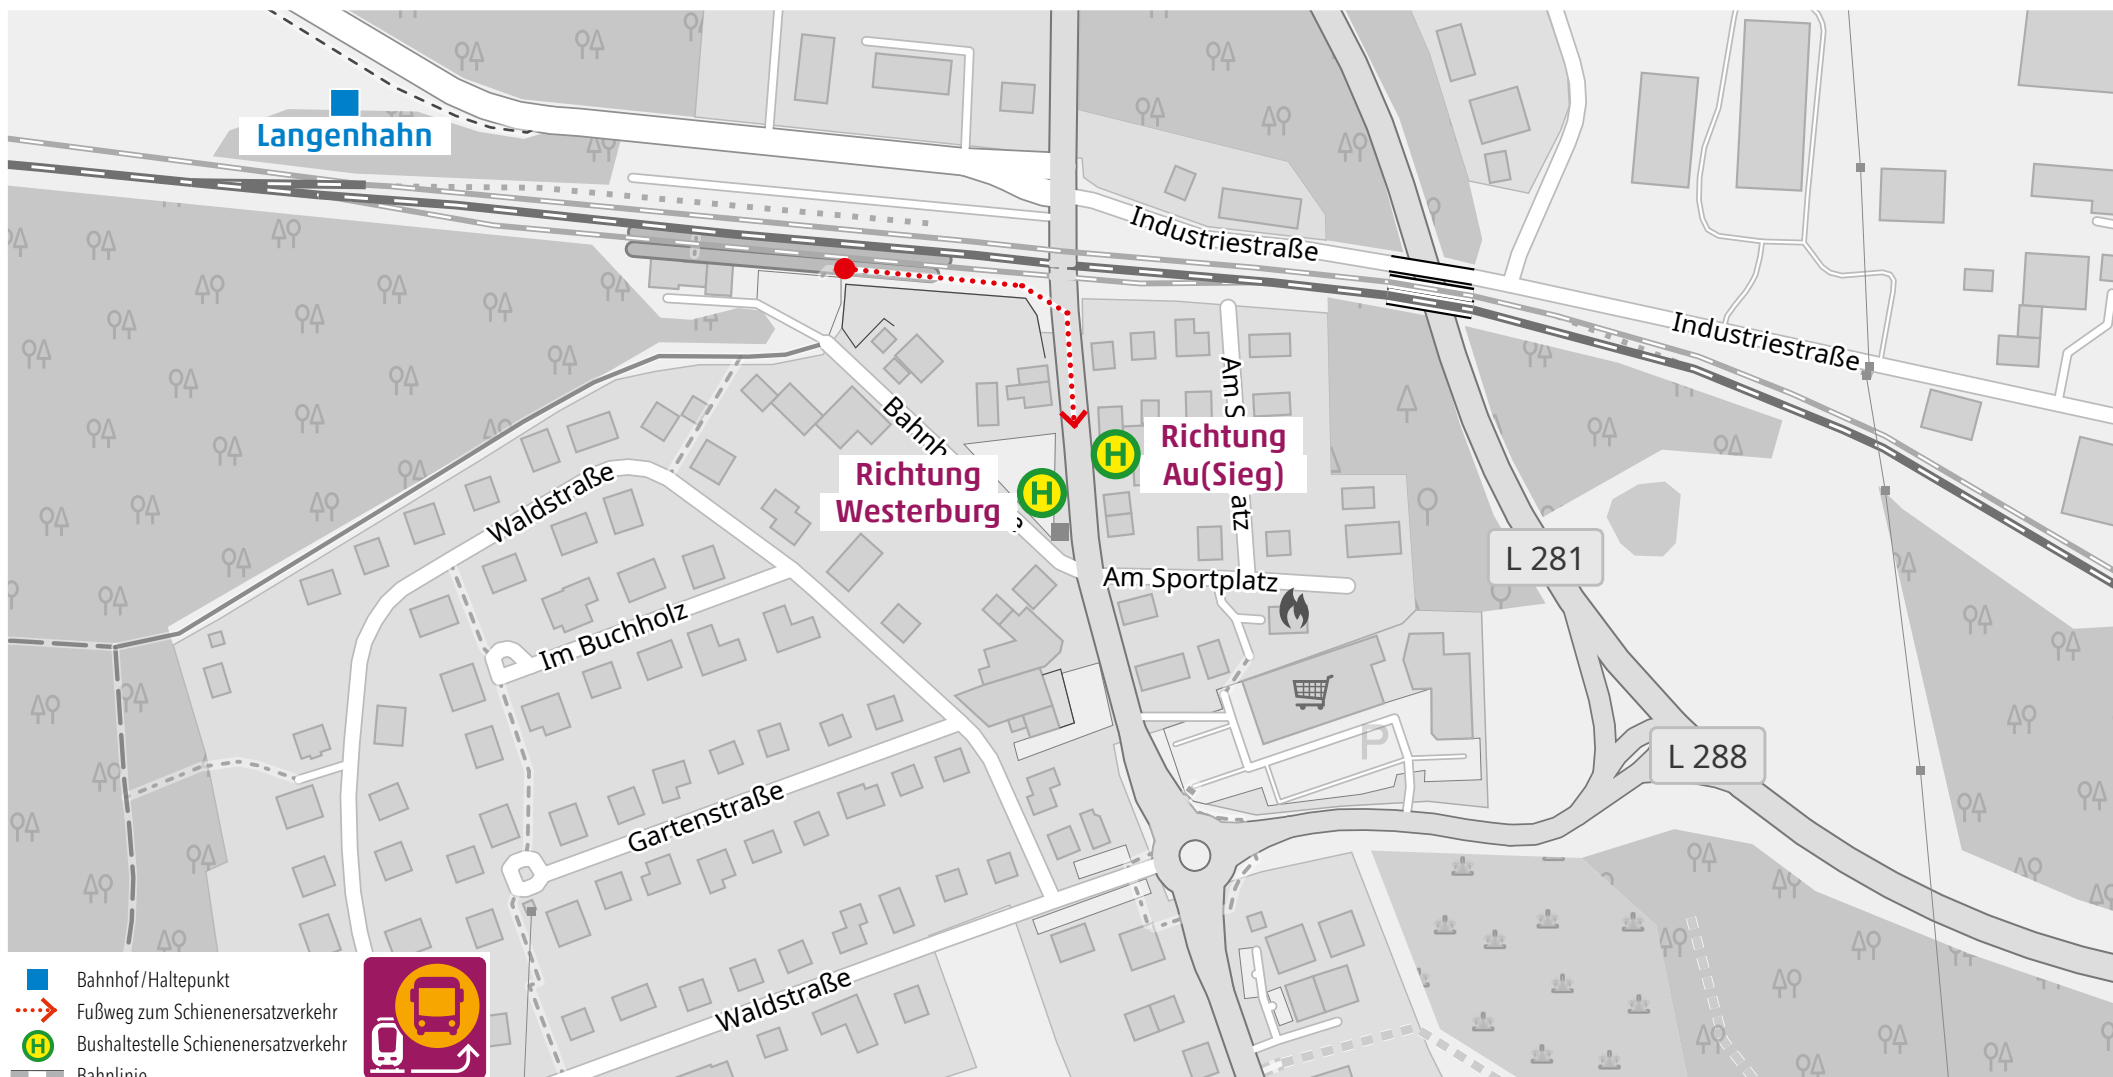 Langenhahn
Industriestraße
Industriestraße
Am S
atz
Bahnh
Richtung
Westerburg
H
H
Richtung
Au(Sieg)
Waldstraße
Am Sportplatz
L 281
Im Buchholz
L 288
P
Gartenstraße
Waldstraße
Bahnhof/Haltepunkt
Fußweg zum Schienenersatzverkehr
H
Bushaltestelle Schienenersatzverkehr
Bahnlinie